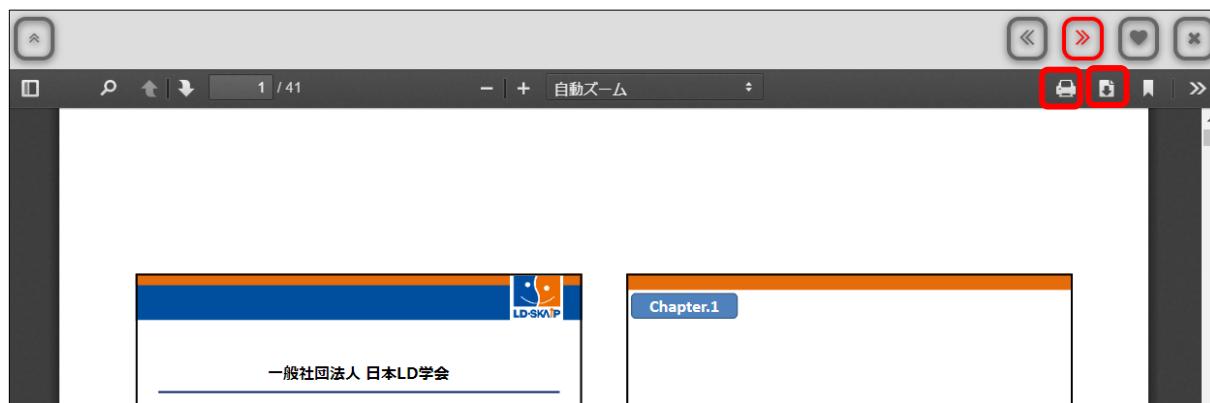 1 / 41
自動ズーム
LD-SKAIP
Chapter.1
一般社団法人 日本LD学会